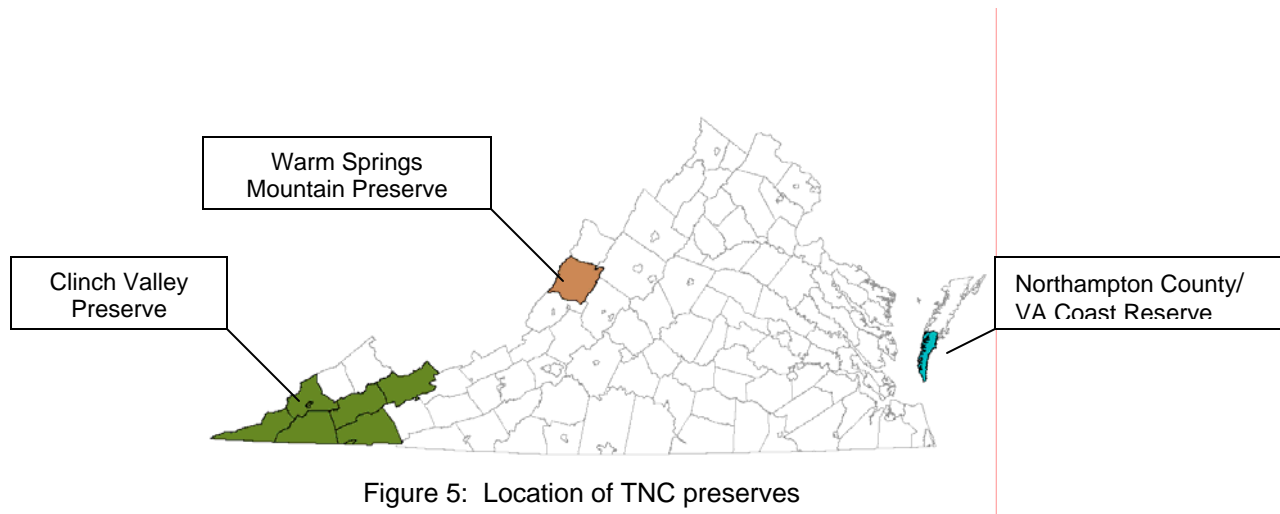 Warm Springs
Mountain Preserve
Clinch Valley
Preserve
Northampton County/
VA Coast Reserve
Figure 5:  Location of TNC preserves